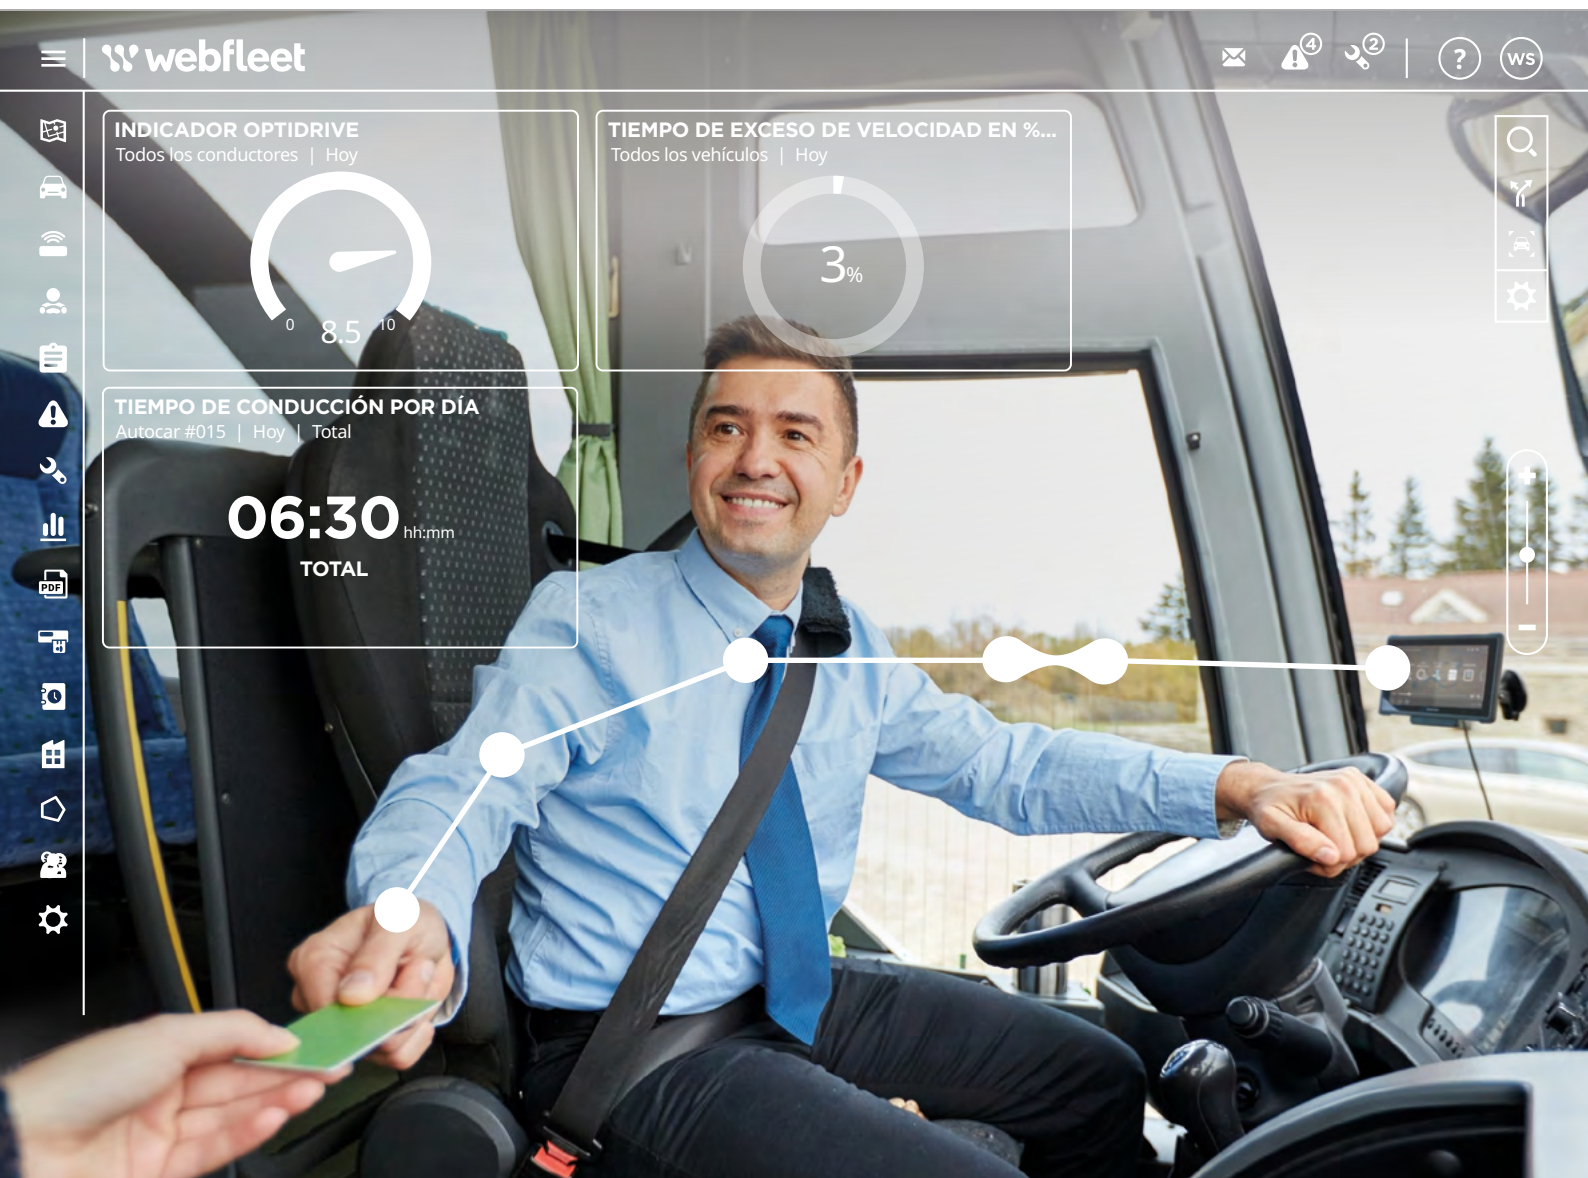 webfleet
4
2
?
WS
INDICADOR OPTIDRIVE
Todos los conductores | Hoy
0
8.5
10
TIEMPO DE EXCESO DE VELOCIDAD EN %...
Todos los vehículos | Hoy
3%
TIEMPO DE CONDUCCIÓN POR DÍA
Autocar #015 | Hoy | Total
06:30 hh:mm
TOTAL
PDF